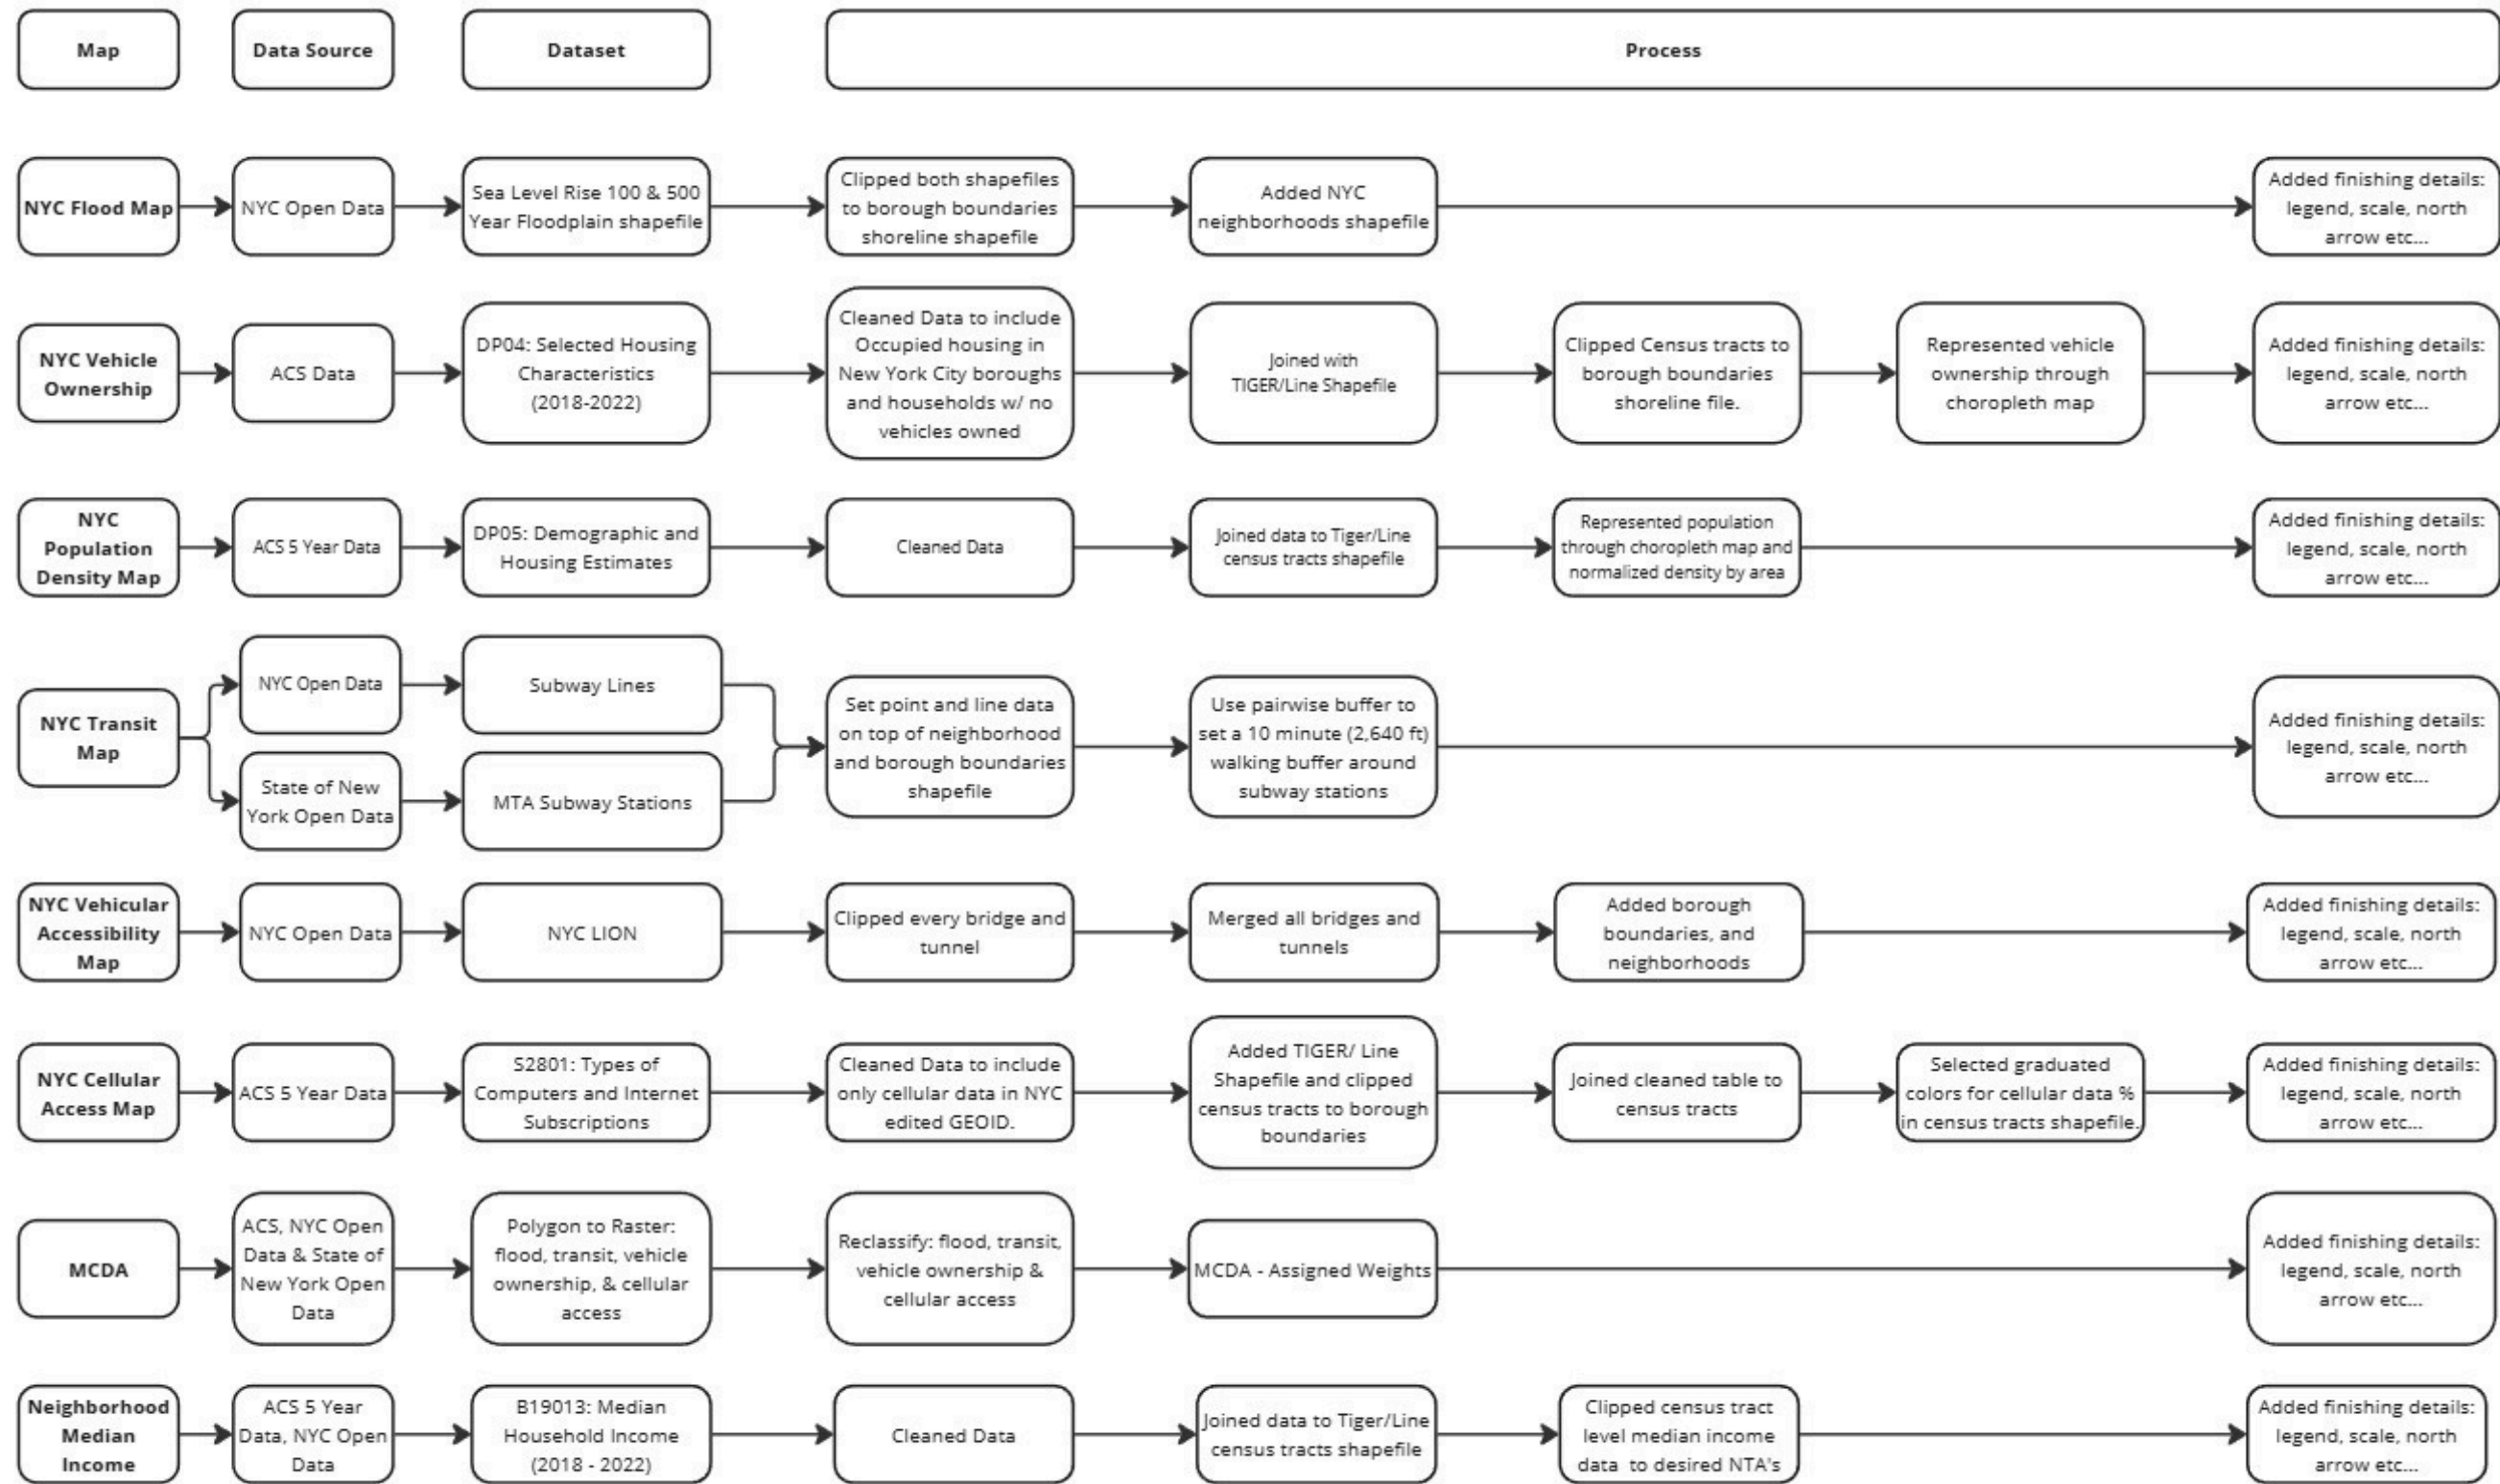 Map
Data Source
Dataset
Process
NYC Flood Map
NYC Open Data
Sea Level Rise 100 & 500
Year Floodplain shapefile
Clipped both shapefiles
to borough boundaries
shoreline shapefile
Added NYC
neighborhoods shapefile
Added finishing details:
legend, scale, north
arrow etc...
NYC Vehicle
Ownership
ACS Data
DP04: Selected Housing
Characteristics
(2018-2022)
Cleaned Data to include
Occupied housing in
New York City boroughs
and households w/ no
vehicles owned
Joined with
TIGER/Line Shapefile
Clipped Census tracts to
borough boundaries
shoreline file.
Represented vehicle
ownership through
choropleth map
Added finishing details:
legend, scale, north
arrow etc...
NYC
Population
Density Map
ACS 5 Year Data
DP05: Demographic and
Housing Estimates
Cleaned Data
Joined data to Tiger/Line
census tracts shapefile
Represented population
through choropleth map and
normalized density by area
Added finishing details:
legend, scale, north
arrow etc...
NYC Transit
Map
NYC Open Data
Subway Lines
State of New
York Open Data
MTA Subway Stations
Set point and line data
on top of neighborhood
and borough boundaries
shapefile
Use pairwise buffer to
set a 10 minute (2,640 ft)
walking buffer around
subway stations
Added finishing details:
legend, scale, north
arrow etc...
NYC Vehicular
Accessibility
Map
NYC Open Data
NYC LION
Clipped every bridge and
tunnel
Merged all bridges and
tunnels
Added borough
boundaries, and
neighborhoods
Added finishing details:
legend, scale, north
arrow etc...
NYC Cellular
Access Map
ACS 5 Year Data
S2801: Types of
Computers and Internet
Subscriptions
Cleaned Data to include
only cellular data in NYC
edited GEOID.
Added TIGER/ Line
Shapefile and clipped
census tracts to borough
boundaries
Joined cleaned table to
census tracts
Selected graduated
colors for cellular data %
in census tracts shapefile.
Added finishing details:
legend, scale, north
arrow etc...
MCDA
ACS, NYC Open
Data & State of
New York Open
Data
Polygon to Raster:
flood, transit, vehicle
ownership, & cellular
access
Reclassify: flood, transit,
vehicle ownership &
cellular access
MCDA - Assigned Weights
Added finishing details:
legend, scale, north
arrow etc...
Neighborhood
Median
Income
ACS 5 Year
Data, NYC Open
Data
B19013: Median
Household Income
(2018 - 2022)
Cleaned Data
Joined data to Tiger/Line
census tracts shapefile
Clipped census tract
level median income
data to desired NTA's
Added finishing details:
legend, scale, north
arrow etc...